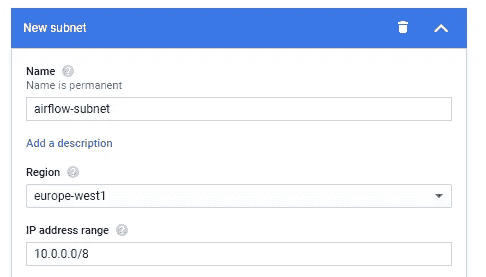 New subnet
Name
Name is permanent
airflow-subnet
Add a description
Region
europe-west1
IP address range
10.0.0.0/8